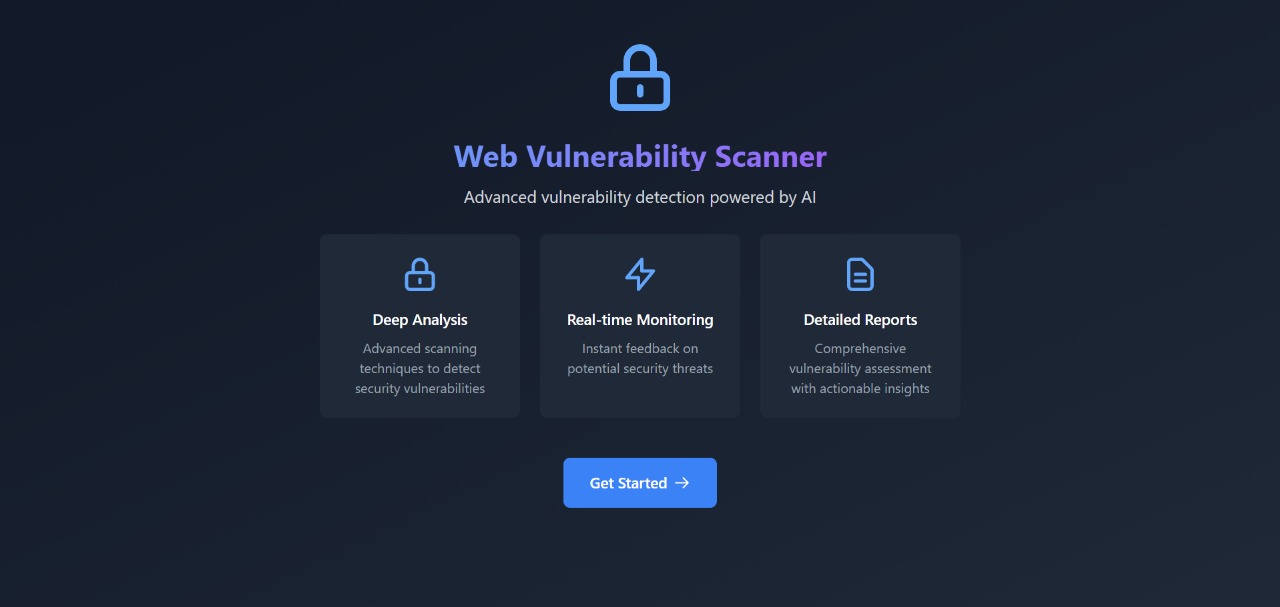 Web Vulnerability Scanner
Advanced vulnerability detection powered by AI
Deep Analysis
Advanced scanning
techniques to detect
security vulnerabilities
Real-time Monitoring
Instant feedback on
potential security threats
Detailed Reports
Comprehensive
vulnerability assessment
with actionable insights
Get Started →